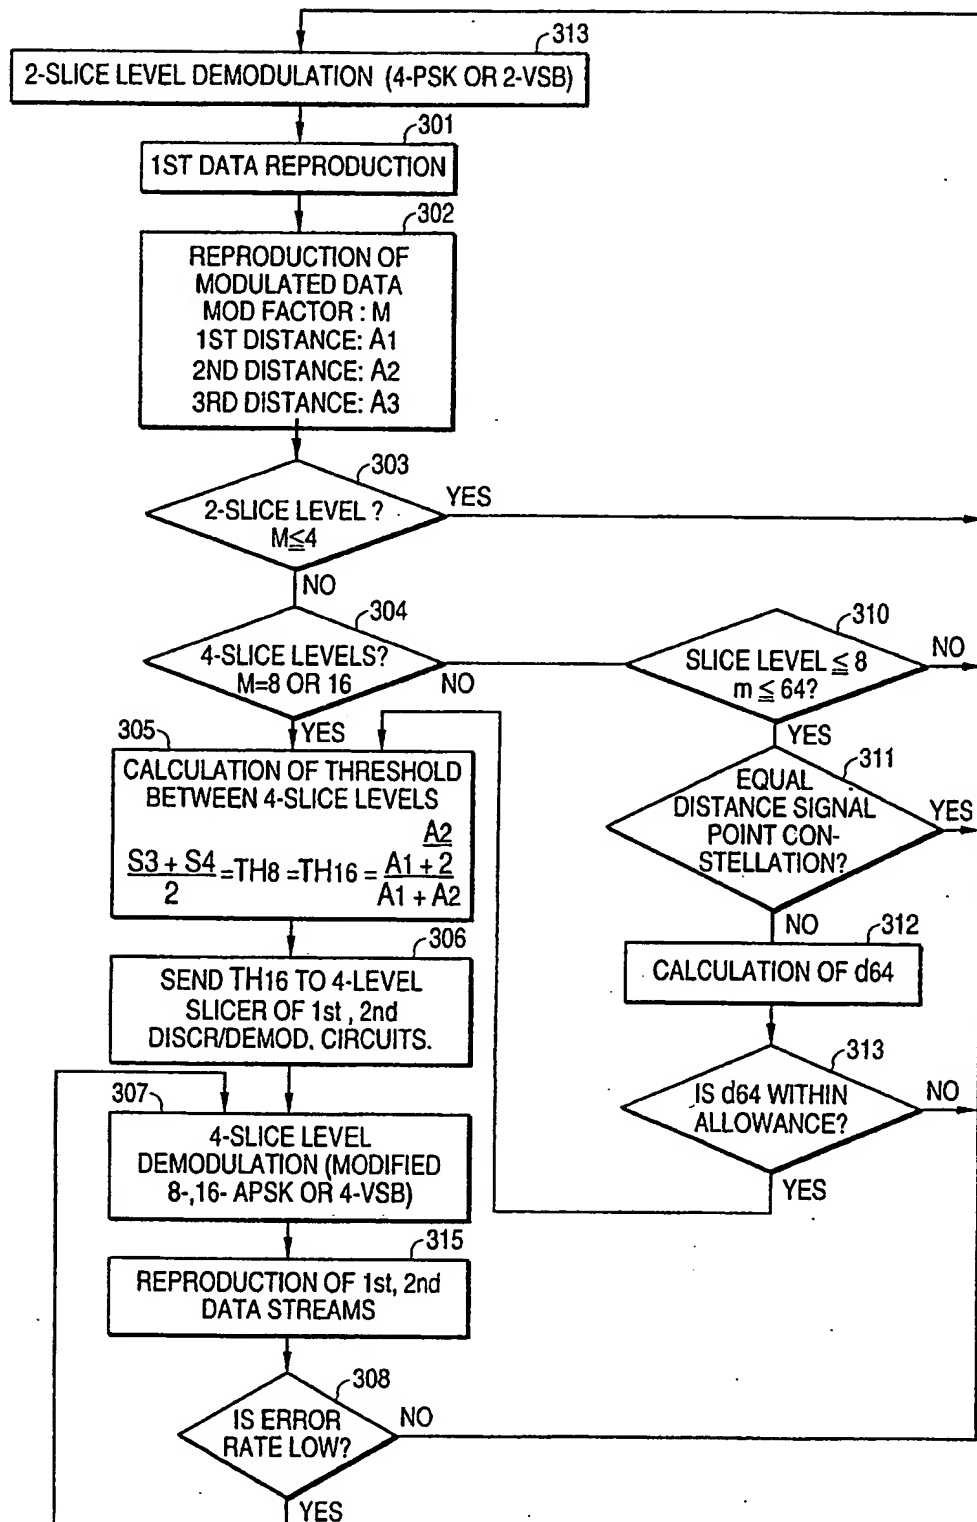 313
2-SLICE LEVEL DEMODULATION (4-PSK OR 2-VSB)
301
1ST DATA REPRODUCTION
302
REPRODUCTION OF
MODULATED DATA
MOD FACTOR : M
1ST DISTANCE: A1
2ND DISTANCE: A2
3RD DISTANCE: A3
303
2-SLICE LEVEL ?
M≦4
YES
NO
304
4-SLICE LEVELS?
M=8 OR 16
NO
YES
310
SLICE LEVEL ≦ 8
m ≦ 64?
NO
YES
305
CALCULATION OF THRESHOLD
BETWEEN 4-SLICE LEVELS
A2
S3 + S4 / 2 = TH8 = TH16 = A1 + 2 / A1 + A2
311
EQUAL
DISTANCE SIGNAL
POINT CON-
STELLATION?
YES
NO
306
SEND TH16 TO 4-LEVEL
SLICER OF 1st , 2nd
DISCR/DEMOD. CIRCUITS.
312
CALCULATION OF d64
313
IS d64 WITHIN
ALLOWANCE?
NO
YES
307
4-SLICE LEVEL
DEMODULATION (MODIFIED
8-,16- APSK OR 4-VSB)
315
REPRODUCTION OF 1st, 2nd
DATA STREAMS
308
IS ERROR
RATE LOW?
NO
YES